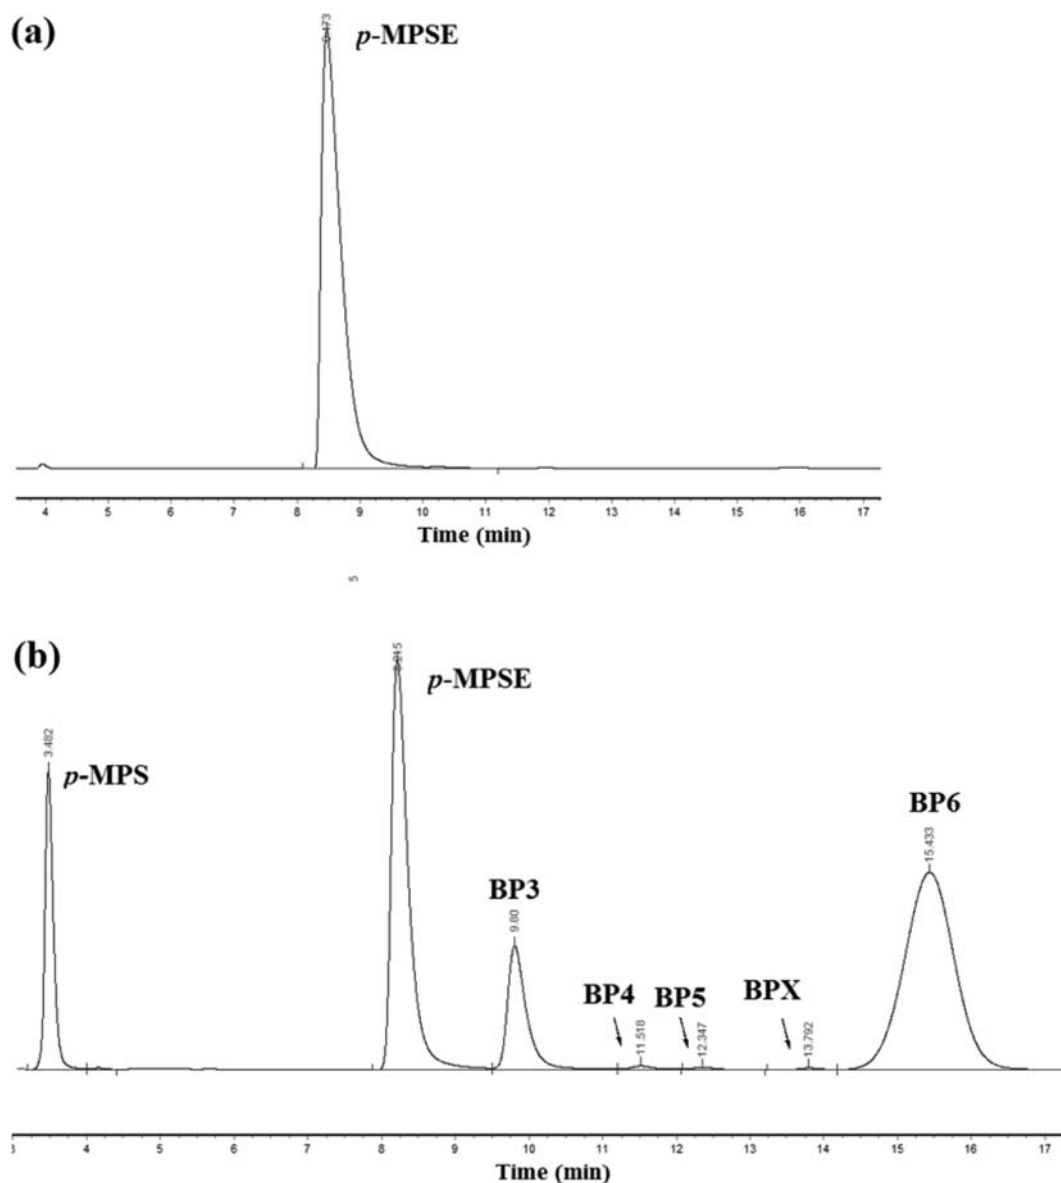 (a)
p-MPSE
4 5 6 7 8 9 10 11 12 13 14 15 16 17
Time (min)
5
(b)
p-MPSE
3.482
p-MPS
BP6
15.433
BP3
9.80
BP4
BP5
BPX
11.518
12.347
13.792
3 4 5 6 7 8 9 10 11 12 13 14 15 16 17
Time (min)